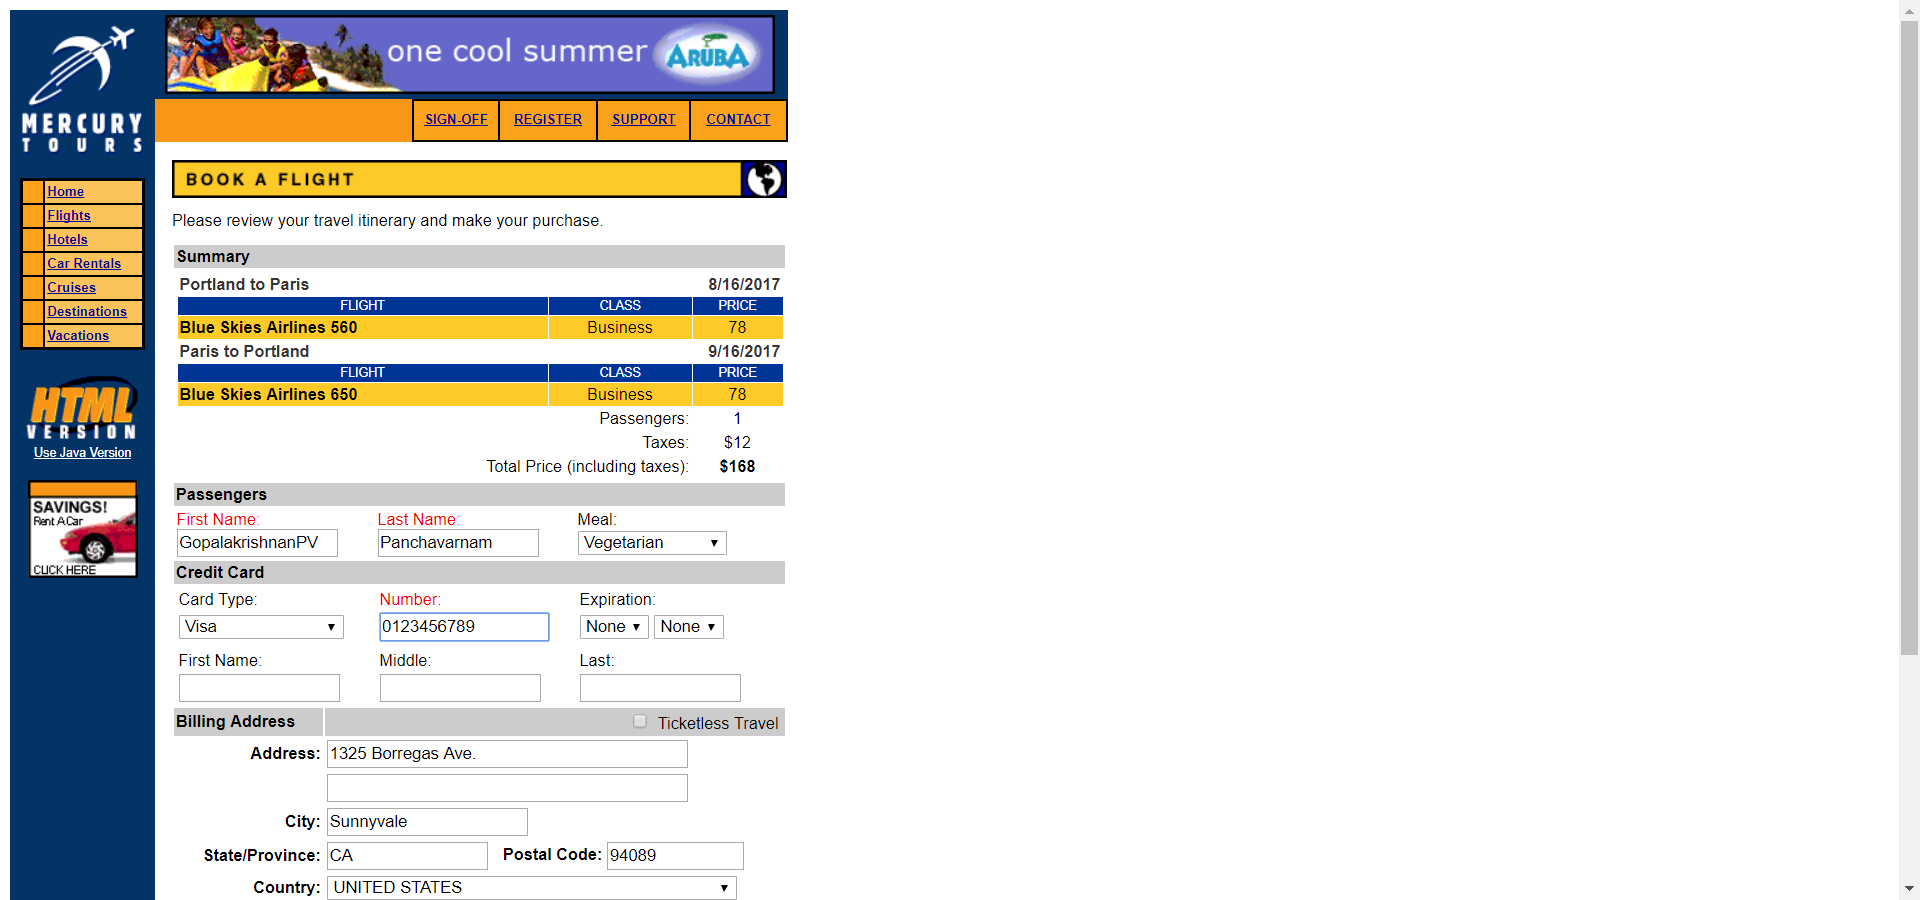 one cool summer ARUBA
MERCURY
TOURS
SIGN-OFF REGISTER SUPPORT CONTACT
Home
Flights
Hotels
Car Rentals
Cruises
Destinations
Vacations
HTML
VERSION
Use Java Version
SAVINGS!
Rent A Car
CLICK HERE
BOOK A FLIGHT
Please review your travel itinerary and make your purchase.
Summary
Portland to Paris 8/16/2017
FLIGHT CLASS PRICE
Blue Skies Airlines 560 Business 78
Paris to Portland 9/16/2017
FLIGHT CLASS PRICE
Blue Skies Airlines 650 Business 78
Passengers: 1
Taxes: $12
Total Price (including taxes): $168
Passengers
First Name: Last Name: Meal:
GopalakrishnanPV Panchavarnam Vegetarian
Credit Card
Card Type: Number: Expiration:
Visa 0123456789 None None
First Name: Middle: Last:
Billing Address Ticketless Travel
Address: 1325 Borregas Ave.
City: Sunnyvale
State/Province: CA Postal Code: 94089
Country: UNITED STATES